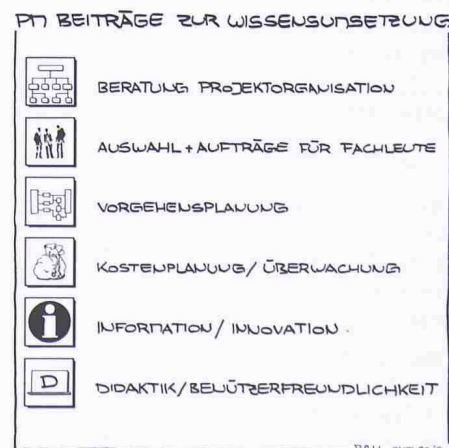 PM BEITRÄGE ZUR WISSENSUMSETZUNG
BERATUNG PROJEKTORGANISATION
AUSWAHL + AUFTRÄGE FÜR FACHLEUTE
VORGEHENSPLANUNG
KOSTENPLANUNG / ÜBERWACHUNG
i INFORMATION / INNOVATION
D DIDAKTIK/BENÜTZERFREUNDLICHKEIT